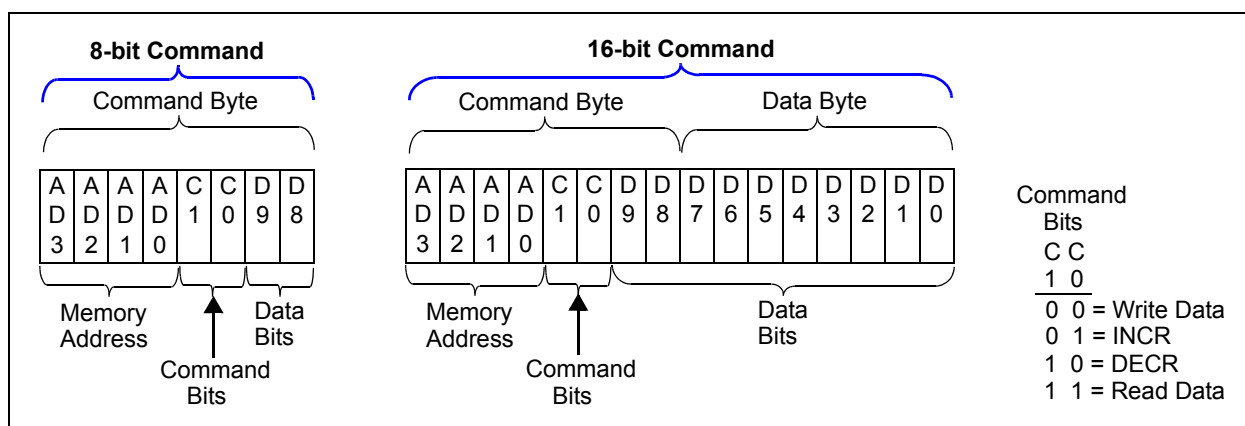 8-bit Command
16-bit Command
Command Byte
Command Byte
Data Byte
A A A A C C D D
D D D D 1 0 9 8
3 2 1 0
A A A A C C D D D D D D D D D D
D D D D 1 0 9 8 7 6 5 4 3 2 1 0
3 2 1 0
Memory
Address
Data
Bits
Command
Bits
Memory
Address
Data
Bits
Command
Bits
Command
Bits
C C
1 0
0 0 = Write Data
0 1 = INCR
1 0 = DECR
1 1 = Read Data